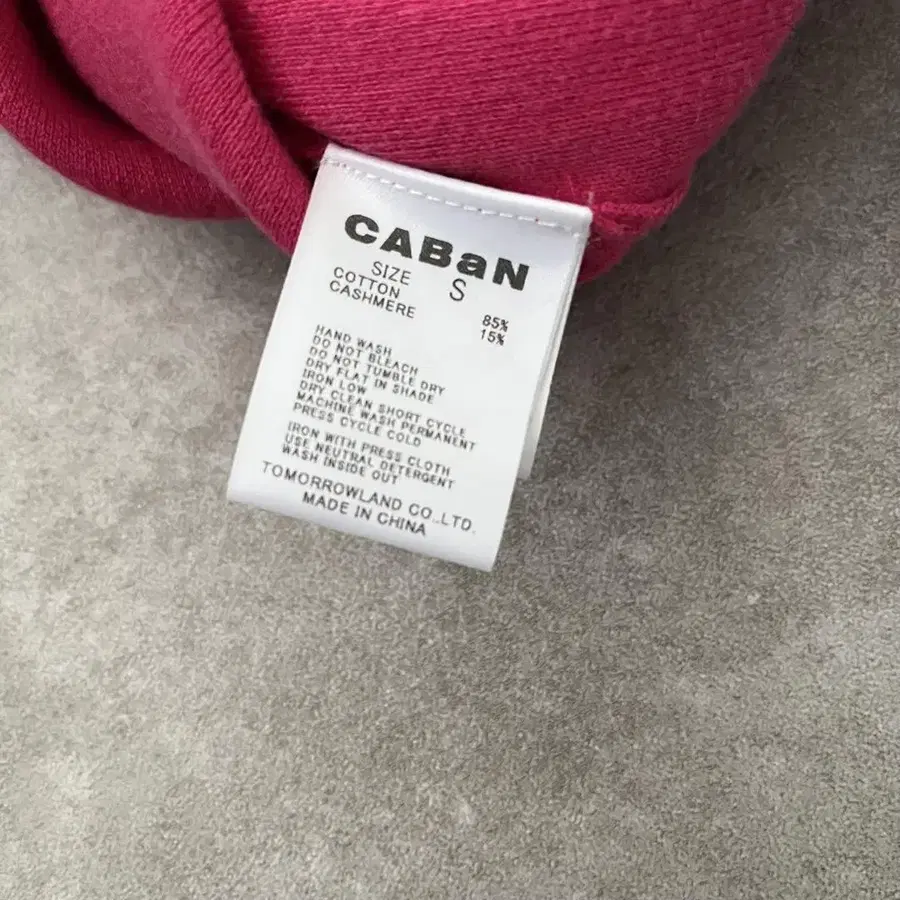 CABaN
SIZE S
COTTON 85%
CASHMERE 15%
HAND WASH
DO NOT BLEACH
DO NOT TUMBLE DRY
DRY FLAT IN SHADE
IRON LOW
DRY CLEAN SHORT CYCLE
MACHINE WASH PERMANENT
PRESS CYCLE COLD
IRON WITH PRESS CLOTH
USE NEUTRAL DETERGENT
WASH INSIDE OUT
TOMORROWLAND CO.,LTD.
MADE IN CHINA